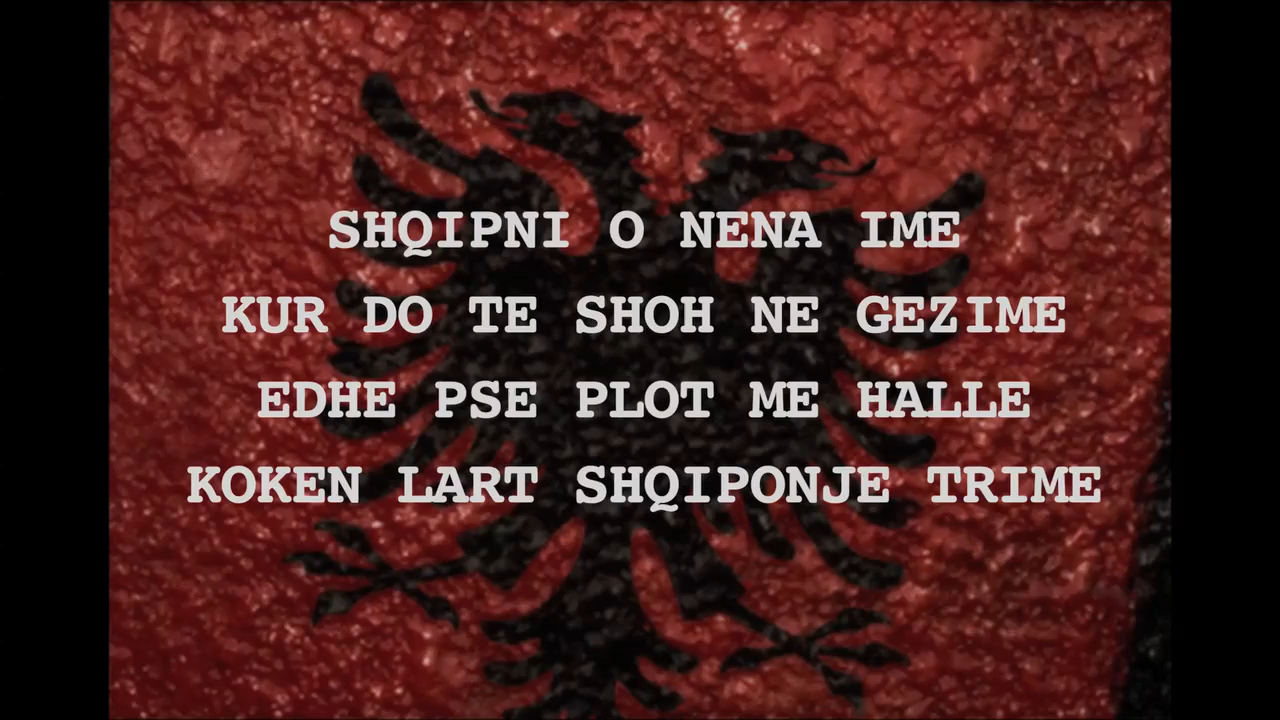 SHQIPNI O NENA IME
KUR DO TE SHOH NE GEZIME
EDHE PSE PLOT ME HALLE
KOKEN LART SHQIPONJE TRIME